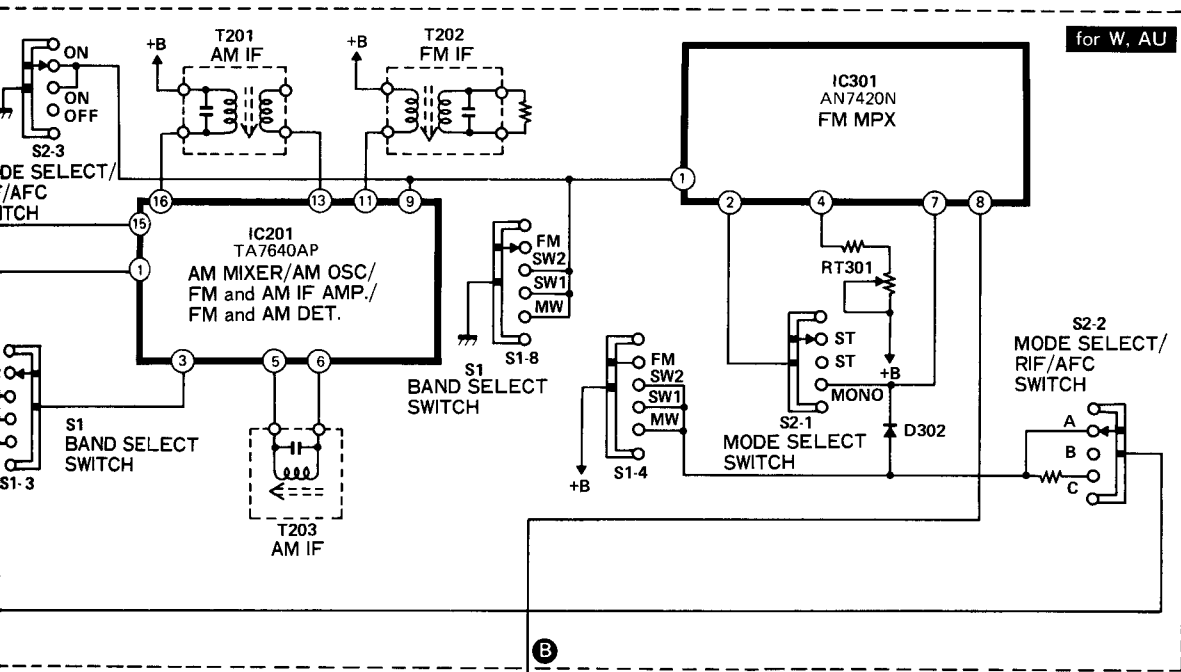 for W, AU
ON
ON
OFF
S2-3
DE SELECT/
F/AFC
ITCH
+B
T201
AM IF
+B
T202
FM IF
IC301
AN7420N
FM MPX
1
2
4
7
8
16
13
11
9
15
1
IC201
TA7640AP
AM MIXER/AM OSC/
FM and AM IF AMP./
FM and AM DET.
3
5
6
FM
SW2
SW1
MW
S1-8
S1
BAND SELECT
SWITCH
RT301
+B
ST
ST
MONO
S2-1
MODE SELECT
SWITCH
D302
S2-2
MODE SELECT/
RIF/AFC
SWITCH
A
B
C
FM
SW2
SW1
MW
S1-4
+B
S1
BAND SELECT
SWITCH
S1-3
T203
AM IF
B